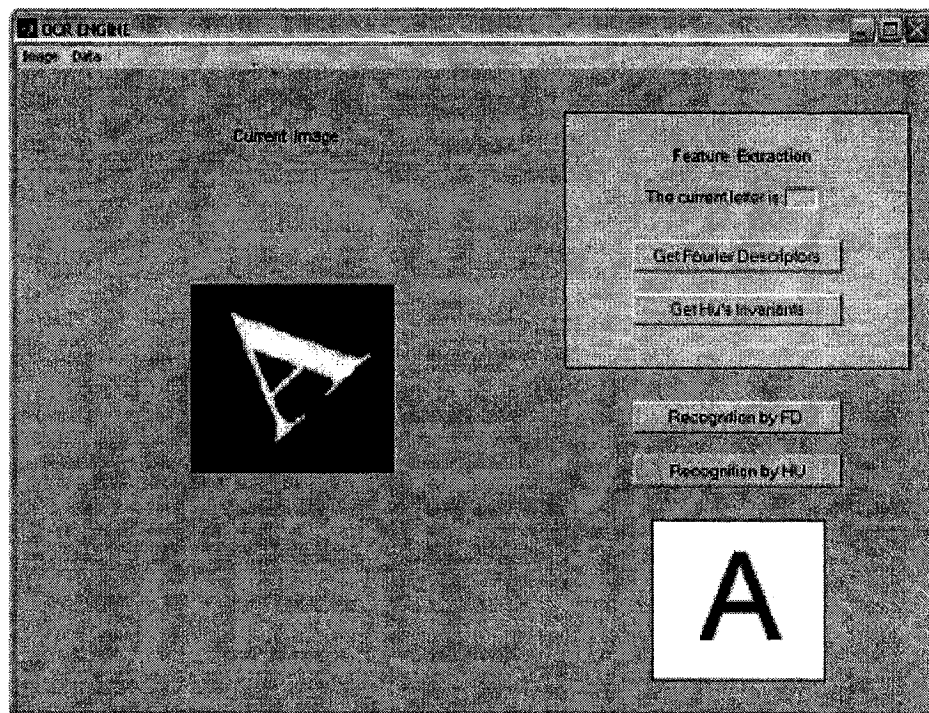 OCR ENGINE
Image Data
Current Image
A
Feature Extraction
The current letter is:
Get Fourier Descriptors
Get Hu's Invariants
Recognition by FD
Recognition by HU
A